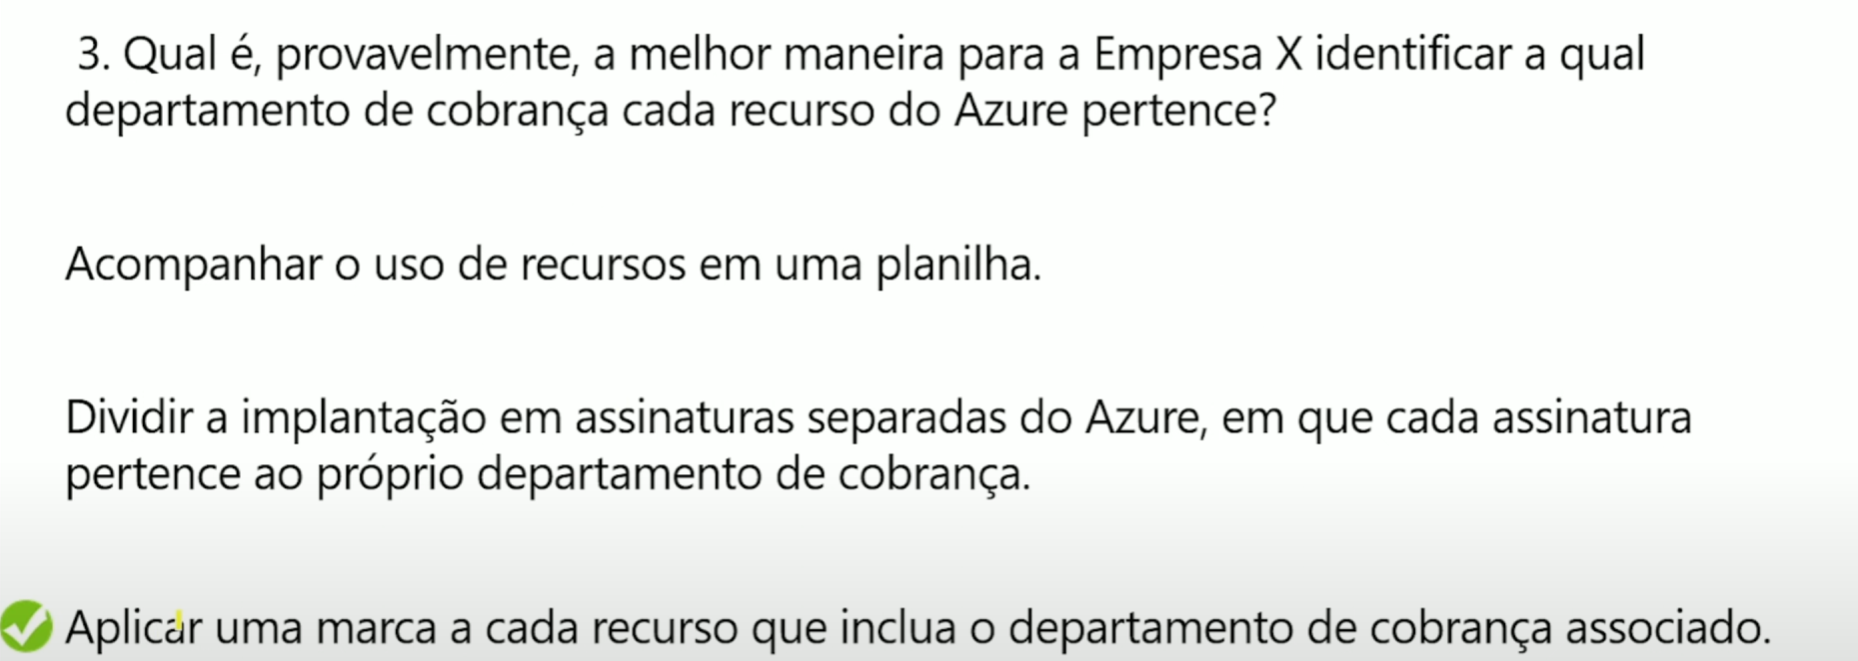 3. Qual é, provavelmente, a melhor maneira para a Empresa X identificar a qual
departamento de cobrança cada recurso do Azure pertence?
Acompanhar o uso de recursos em uma planilha.
Dividir a implantação em assinaturas separadas do Azure, em que cada assinatura
pertence ao próprio departamento de cobrança.
Aplicar uma marca a cada recurso que inclua o departamento de cobrança associado.